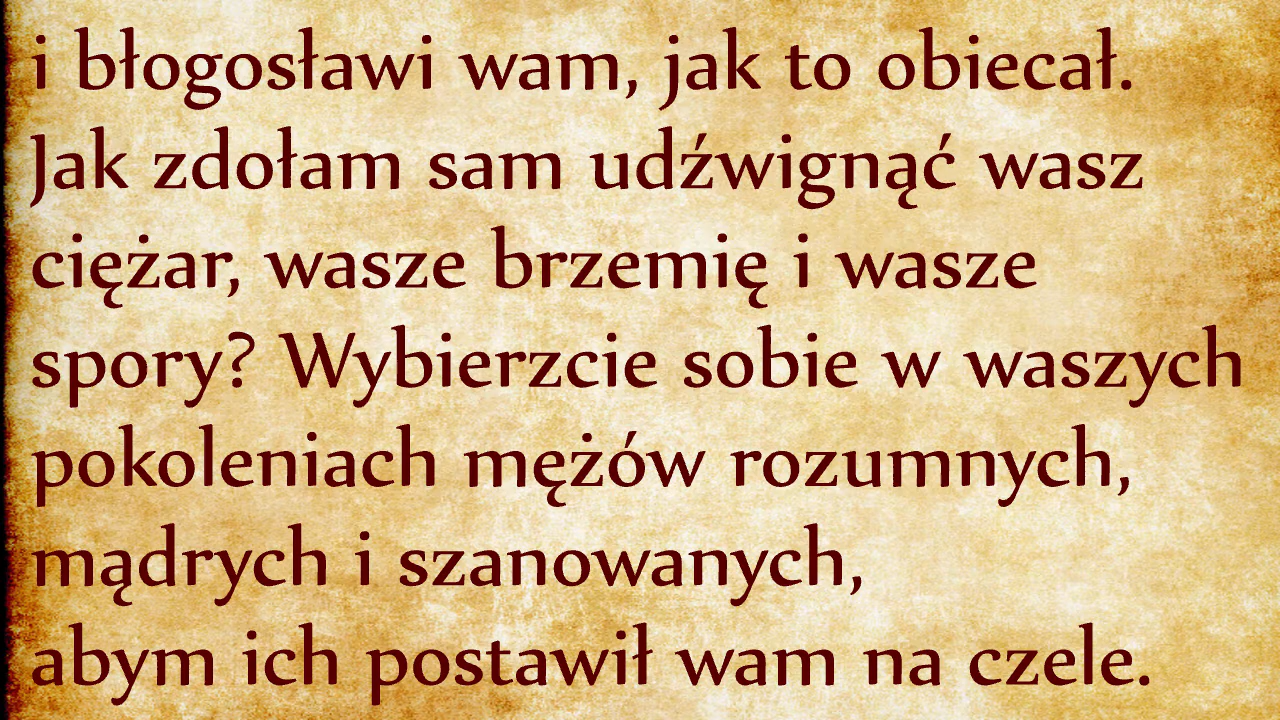 i błogosławi wam, jak to obiecał.
Jak zdołam sam udźwignąć wasz
ciężar, wasze brzemię i wasze
spory? Wybierzcie sobie w waszych
pokoleniach mężów rozumnych,
mądrych i szanowanych,
abym ich postawił wam na czele.